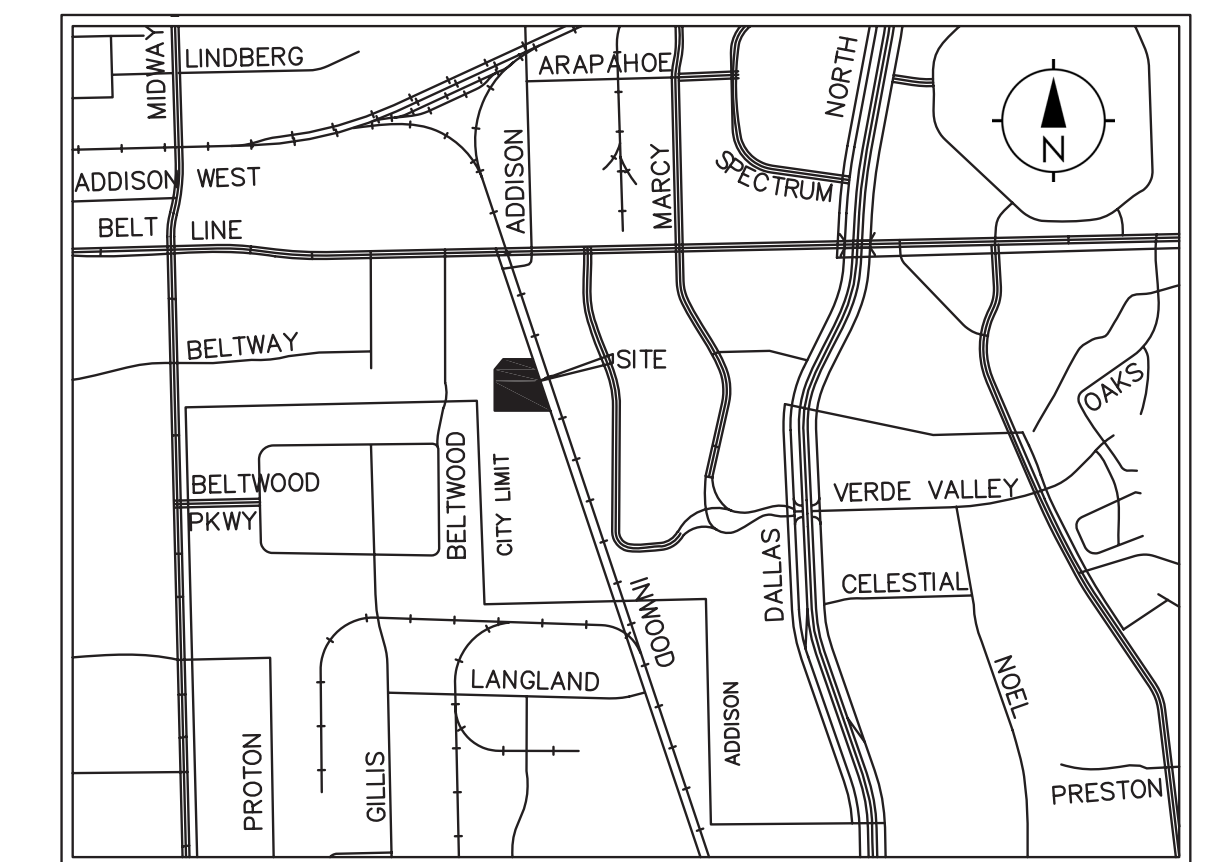 MIDWAY
LINDBERG
ARAPAHOE
NORTH
N
ADDISON WEST
ADDISON
MARCY
SPECTRUM
BELT LINE
BELTWAY
SITE
OAKS
BELTWOOD
PKWY
BELTWOOD
CITY LIMIT
VERDE VALLEY
DALLAS
CELESTIAL
INWOOD
LANGLAND
NOEL
ADDISON
PROTON
GILLIS
PRESTON